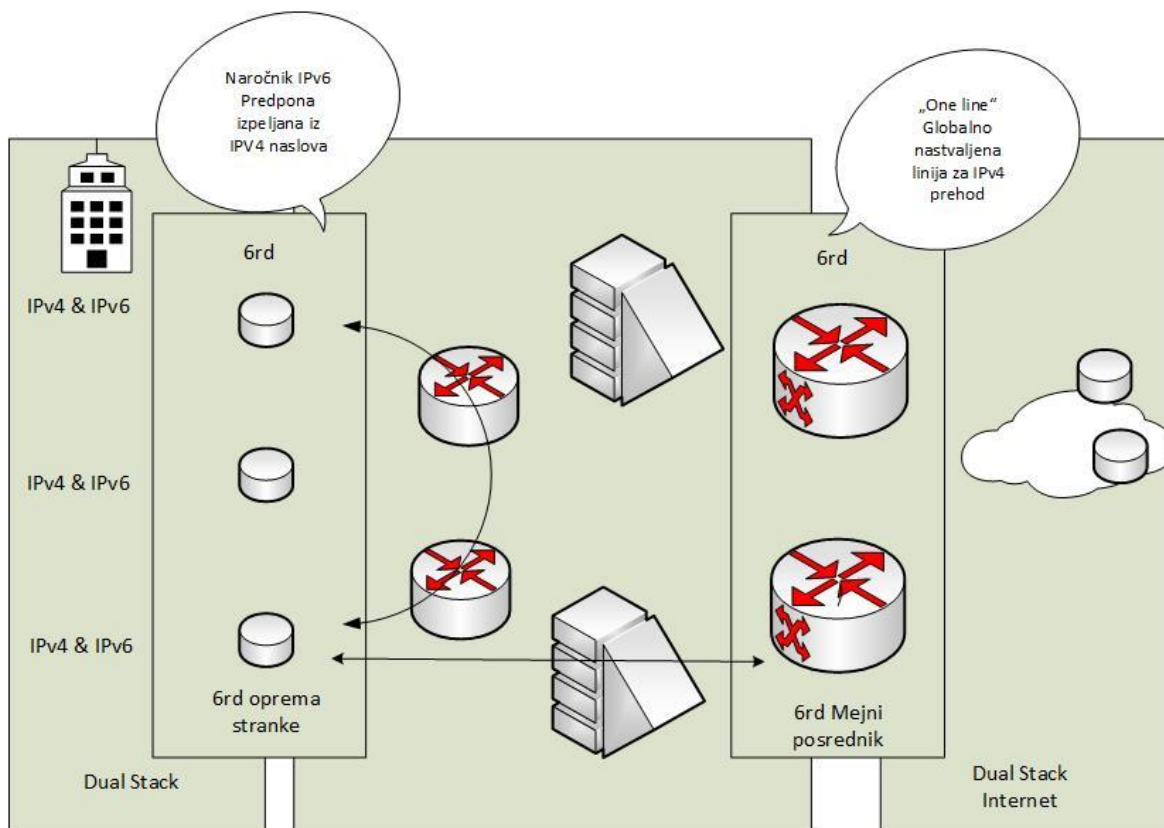 Naročnik IPv6
Predpona
izpeljana iz
IPV4 naslova
„One line“
Globalno
nastvaljena
linija za IPv4
prehod
6rd
6rd
IPv4 & IPv6
IPv4 & IPv6
IPv4 & IPv6
6rd oprema
stranke
6rd Mejni
posrednik
Dual Stack
Dual Stack
Internet